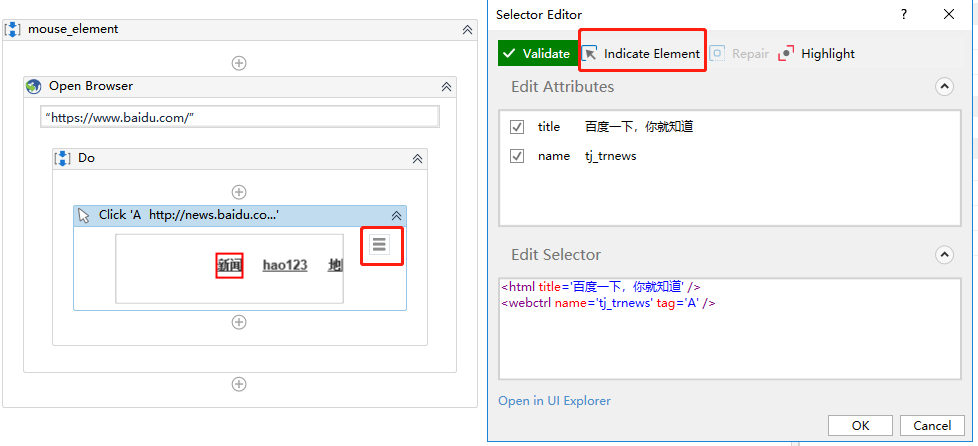 mouse_element
Open Browser
"https://www.baidu.com/"
Do
Click 'A http://news.baidu.co...'
新闻 hao123 地
Selector Editor
? ×
Validate Indicate Element Repair Highlight
Edit Attributes
title 百度一下，你就知道
name tj_trnews
Edit Selector
<html title='百度一下，你就知道' />
<webctrl name='tj_trnews' tag='A' />
Open in UI Explorer
OK Cancel